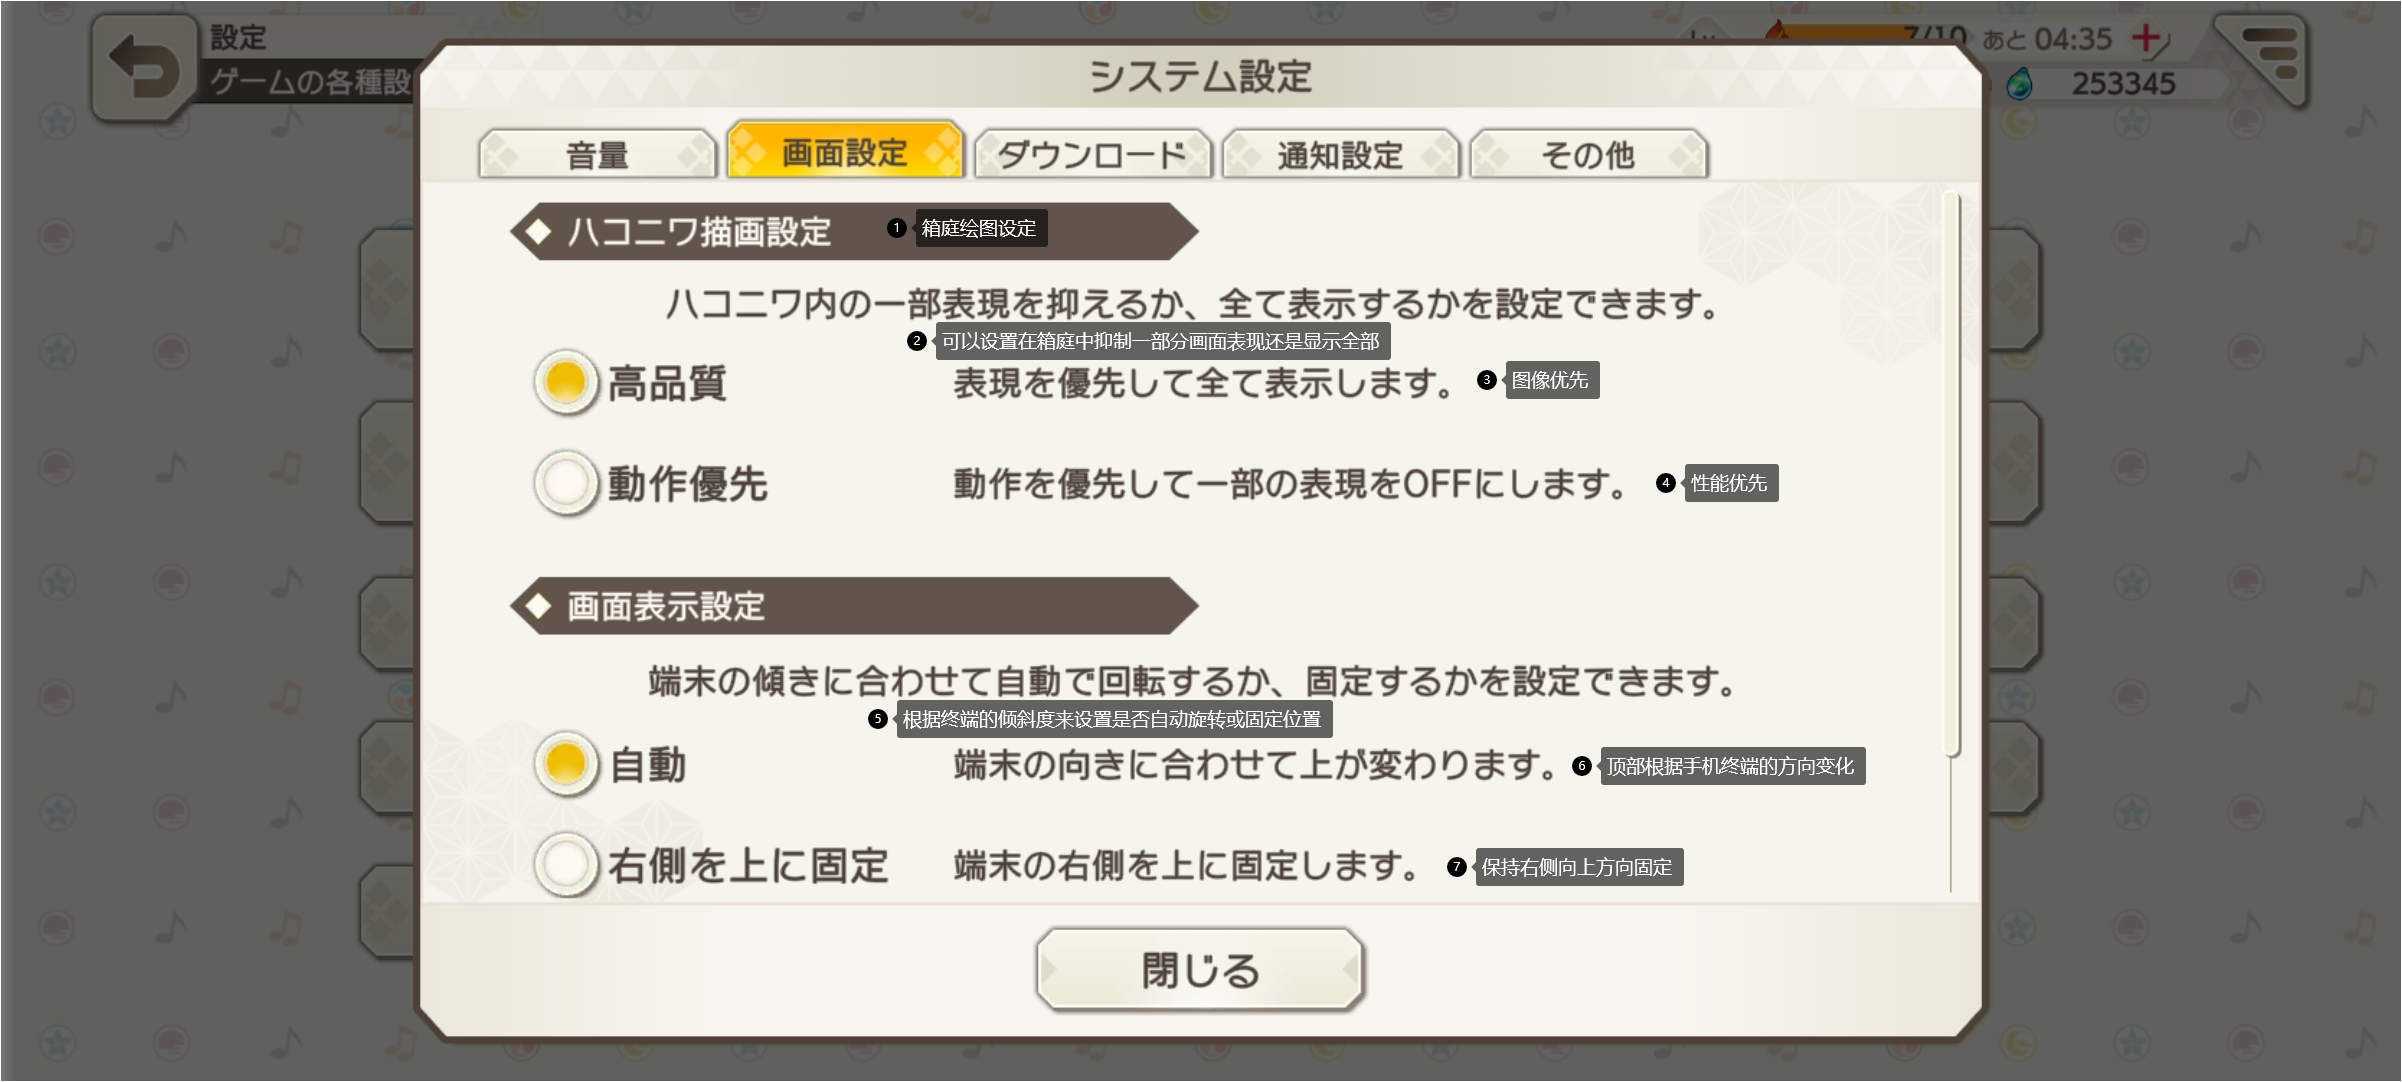 設定
ゲームの各種設
7/10 あと 04:35
253345
システム設定
音量
画面設定
ダウンロード
通知設定
その他
ハコニワ描画設定
1 箱庭绘图设定
ハコニワ内の一部表現を抑えるか、全て表示するかを設定できます。
2 可以设置在箱庭中抑制一部分画面表现还是显示全部
高品質
表現を優先して全て表示します。
3 图像优先
動作優先
動作を優先して一部の表現をOFFにします。
4 性能优先
画面表示設定
端末の傾きに合わせて自動で回転するか、固定するかを設定できます。
5 根据终端的倾斜度来设置是否自动旋转或固定位置
自動
端末の向きに合わせて上が変わります。
6 顶部根据手机终端的方向变化
右側を上に固定
端末の右側を上に固定します。
7 保持右侧向上方向固定
閉じる